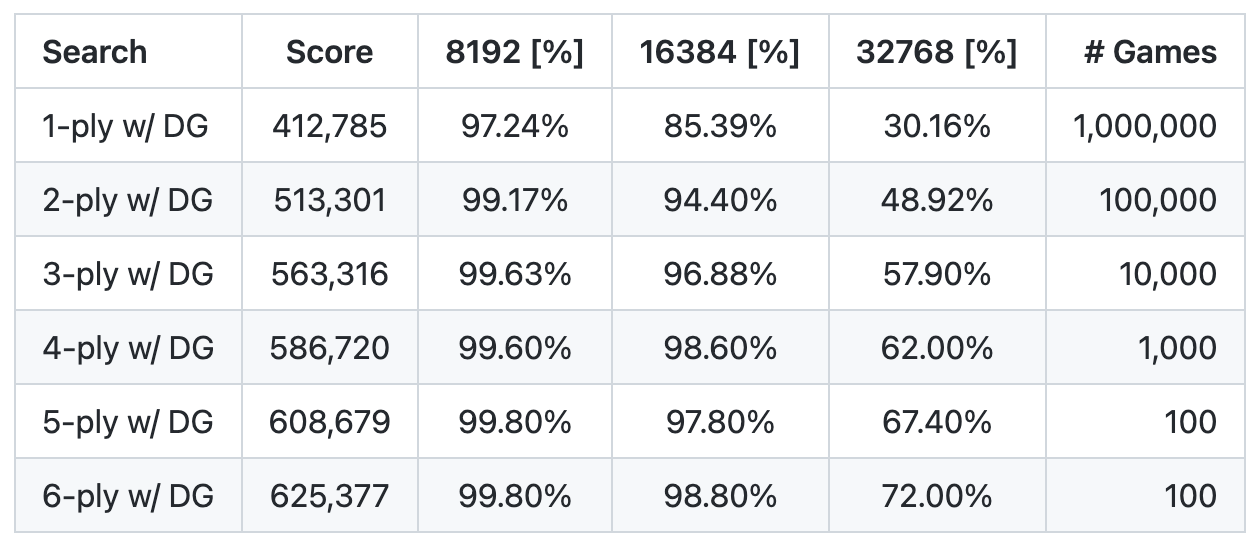 Search Score 8192 [%] 16384 [%] 32768 [%] # Games
1-ply w/ DG 412,785 97.24% 85.39% 30.16% 1,000,000
2-ply w/ DG 513,301 99.17% 94.40% 48.92% 100,000
3-ply w/ DG 563,316 99.63% 96.88% 57.90% 10,000
4-ply w/ DG 586,720 99.60% 98.60% 62.00% 1,000
5-ply w/ DG 608,679 99.80% 97.80% 67.40% 100
6-ply w/ DG 625,377 99.80% 98.80% 72.00% 100